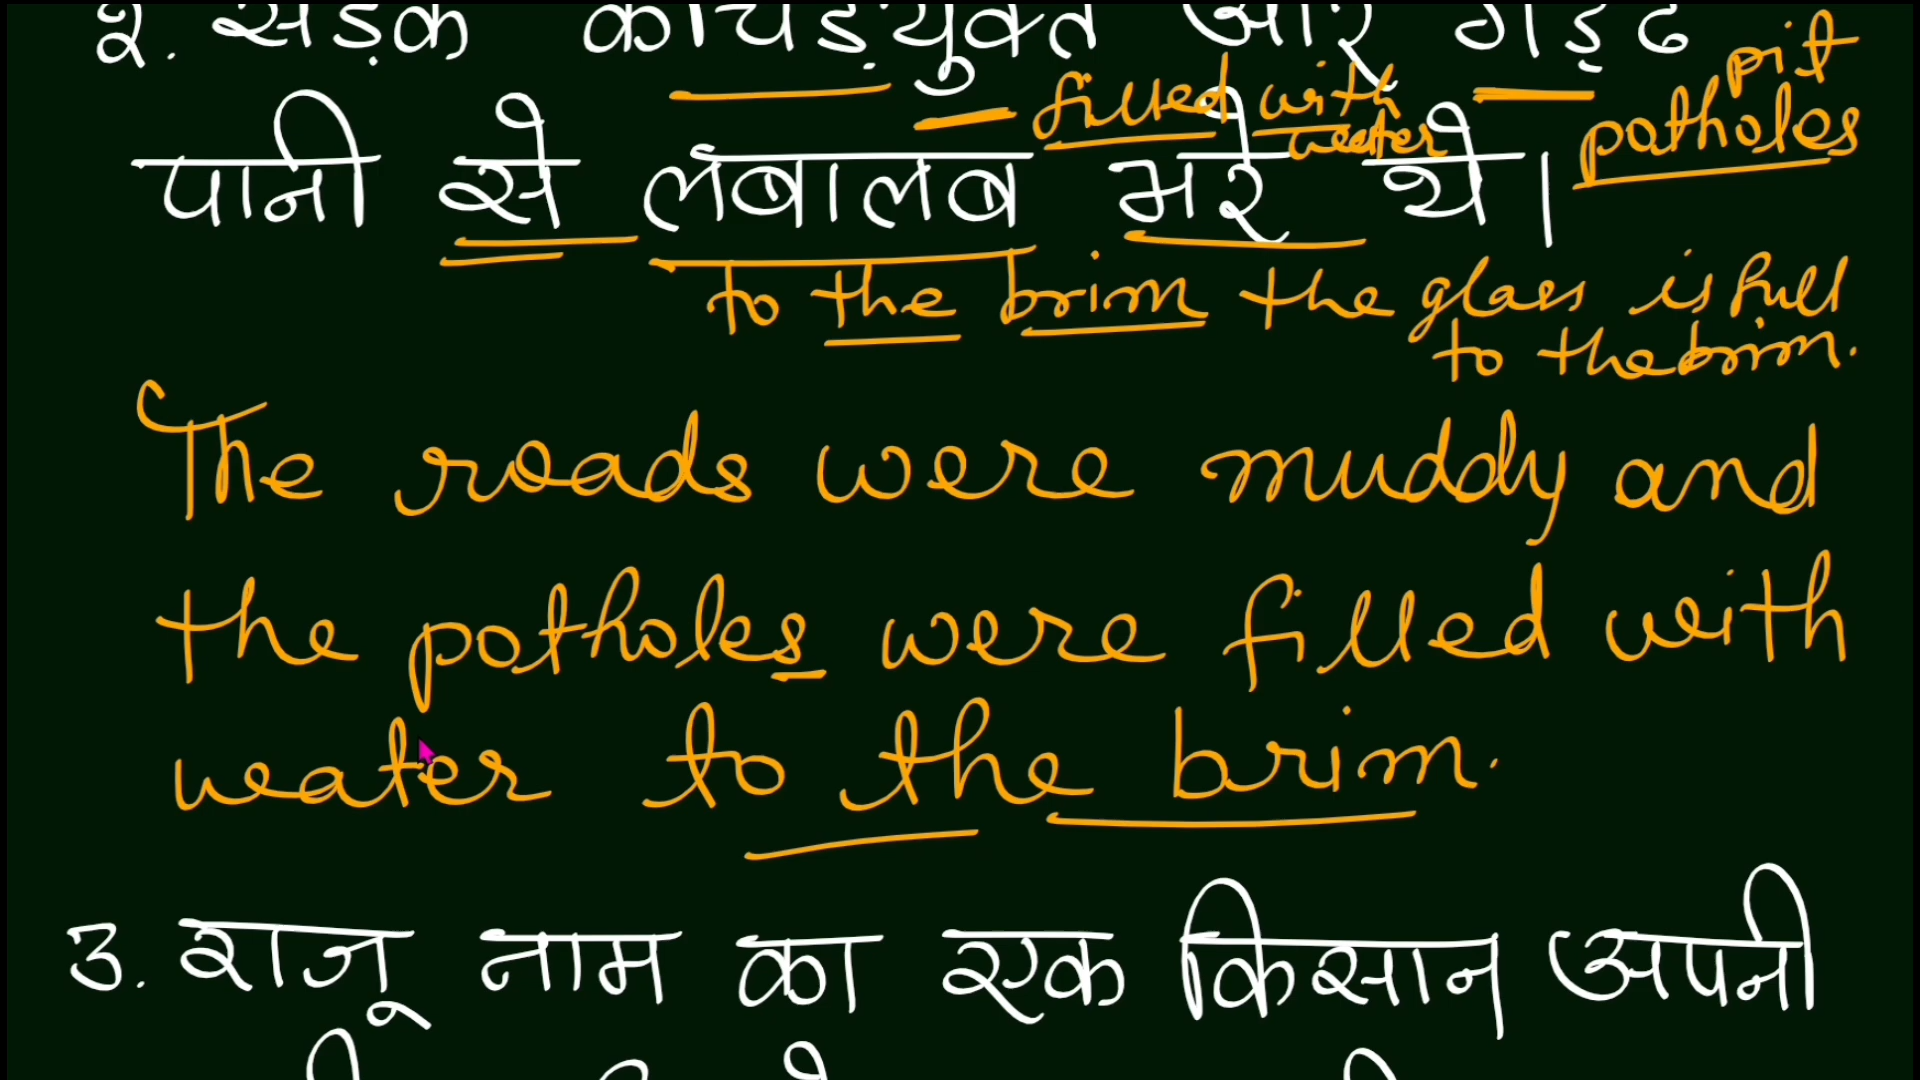 २. सड़क कीचड़युक्त और गड्ढे
pit
filled with
water
potholes
पानी से लबालब भरे थे।
to the brim the glass is full
to the brim.
The roads were muddy and
the potholes were filled with
water to the brim.
3. राजू नाम का एक किसान अपनी